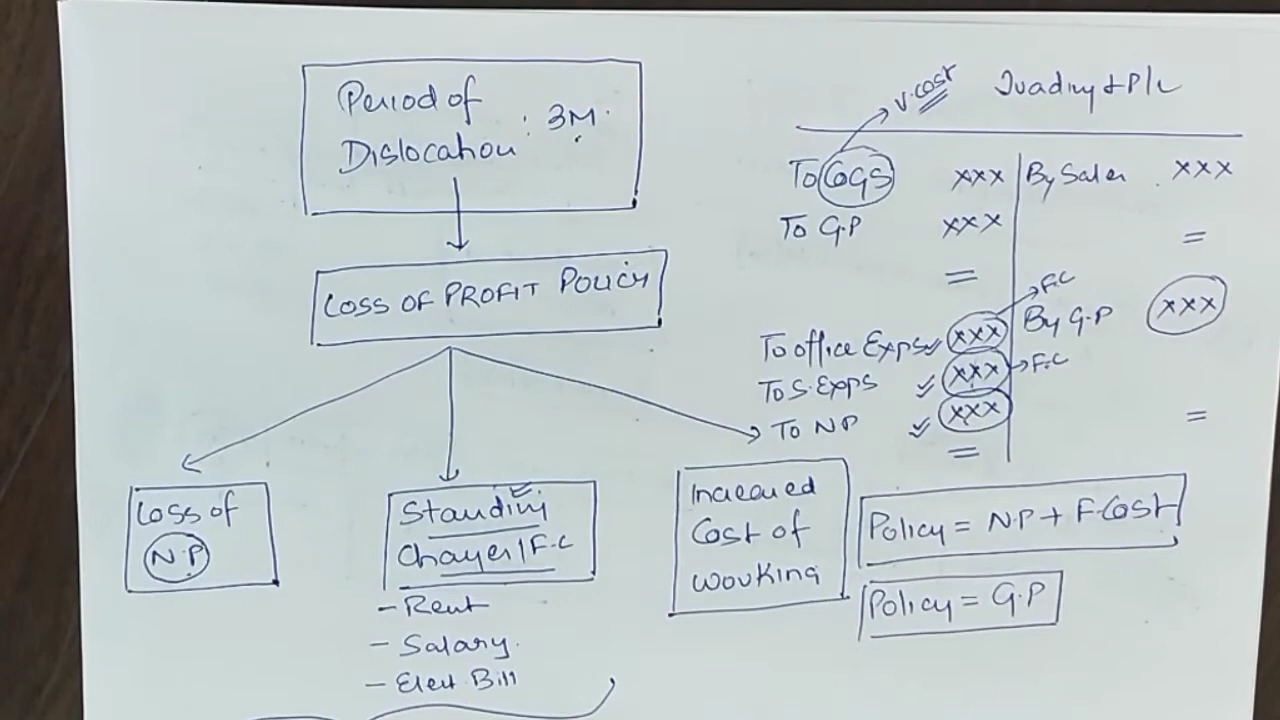 Period of
Dislocation : 3M.
LOSS OF PROFIT POLICY
Loss of
N.P
Standing
Charges/F.C
- Rent
- Salary.
- Elect. Bill
Increased
Cost of
working
V.cost
Trading & P/L
To COGS xxx By Sales xxx
To G.P xxx
=
=
F.C
To office Exps xxx By G.P xxx
To S.Exps xxx F.C
To NP xxx
=
=
Policy = N.P + F.Cost
Policy = G.P